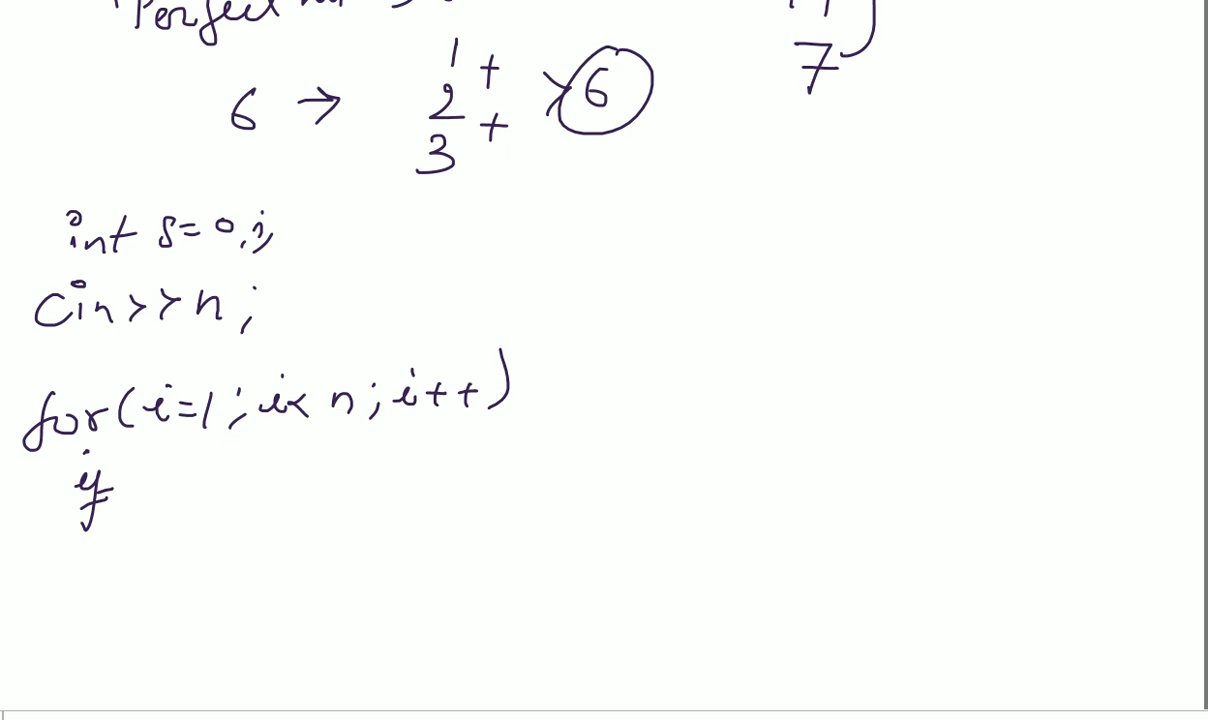 Perfect
6 → 1 + 2 + 3 > 6
7
int s=0,i;
Cin>>n;
for(i=1;i<n;i++)
if